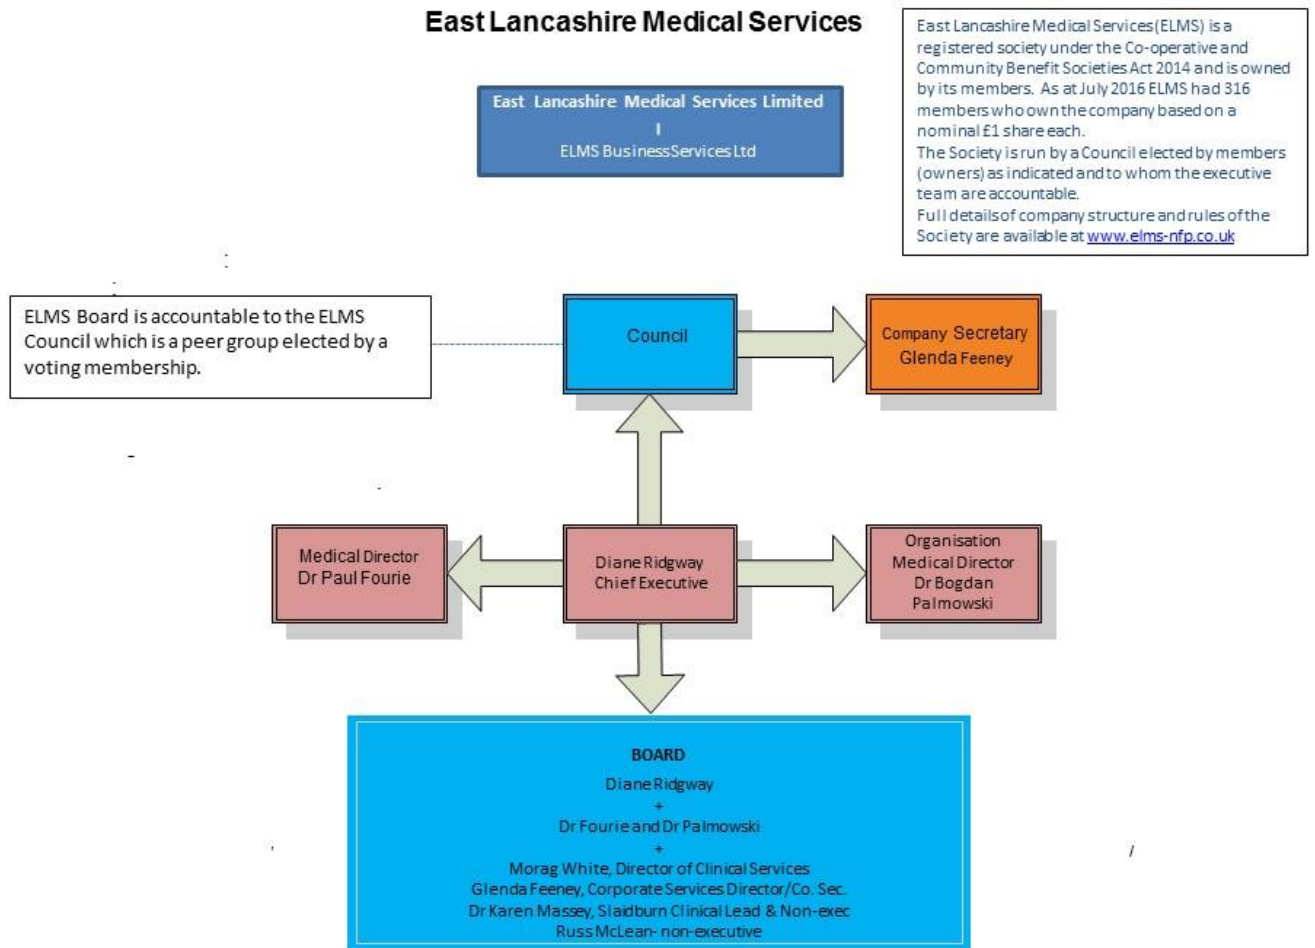 East Lancashire Medical Services
East Lancashire Medical Services(ELMS) is a
registered society under the Co-operative and
Community Benefit Societies Act 2014 and is owned
by its members. As at July 2016 ELMS had 316
members who own the company based on a
nominal £1 share each.
The Society is run by a Council elected by members
(owners) as indicated and to whom the executive
team are accountable.
Full details of company structure and rules of the
Society are available at www.elms-nfp.co.uk
East Lancashire Medical Services Limited
I
ELMS Business Services Ltd
ELMS Board is accountable to the ELMS
Council which is a peer group elected by a
voting membership.
Council
Company Secretary
Glenda Feeney
Medical Director
Dr Paul Fourie
Diane Ridgway
Chief Executive
Organisation
Medical Director
Dr Bogdan
Palmowski
BOARD
Diane Ridgway
+
Dr Fourie and Dr Palmowski
+
Morag White, Director of Clinical Services
Glenda Feeney, Corporate Services Director/Co. Sec.
Dr Karen Massey, Slaidburn Clinical Lead & Non-exec
Russ McLean- non-executive